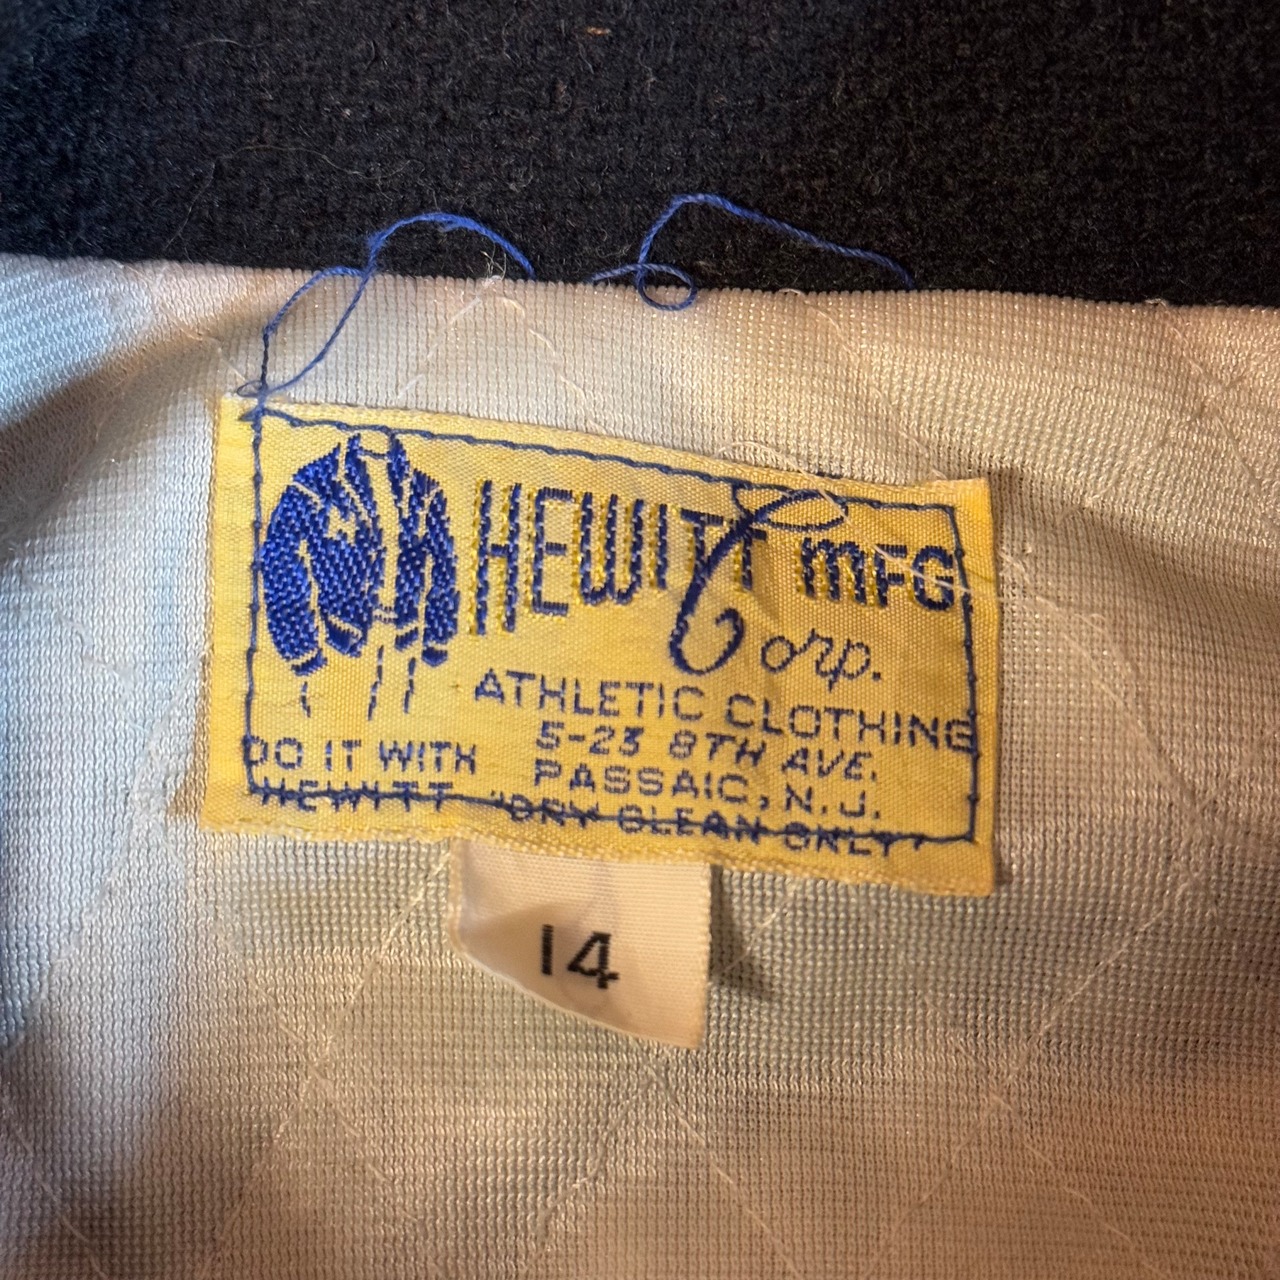 HEWITT MFG
Corp.
ATHLETIC CLOTHING
5-23 8TH AVE.
PASSAIC, N.J.
DO IT WITH
HEWITT "DRY CLEAN ONLY"
14